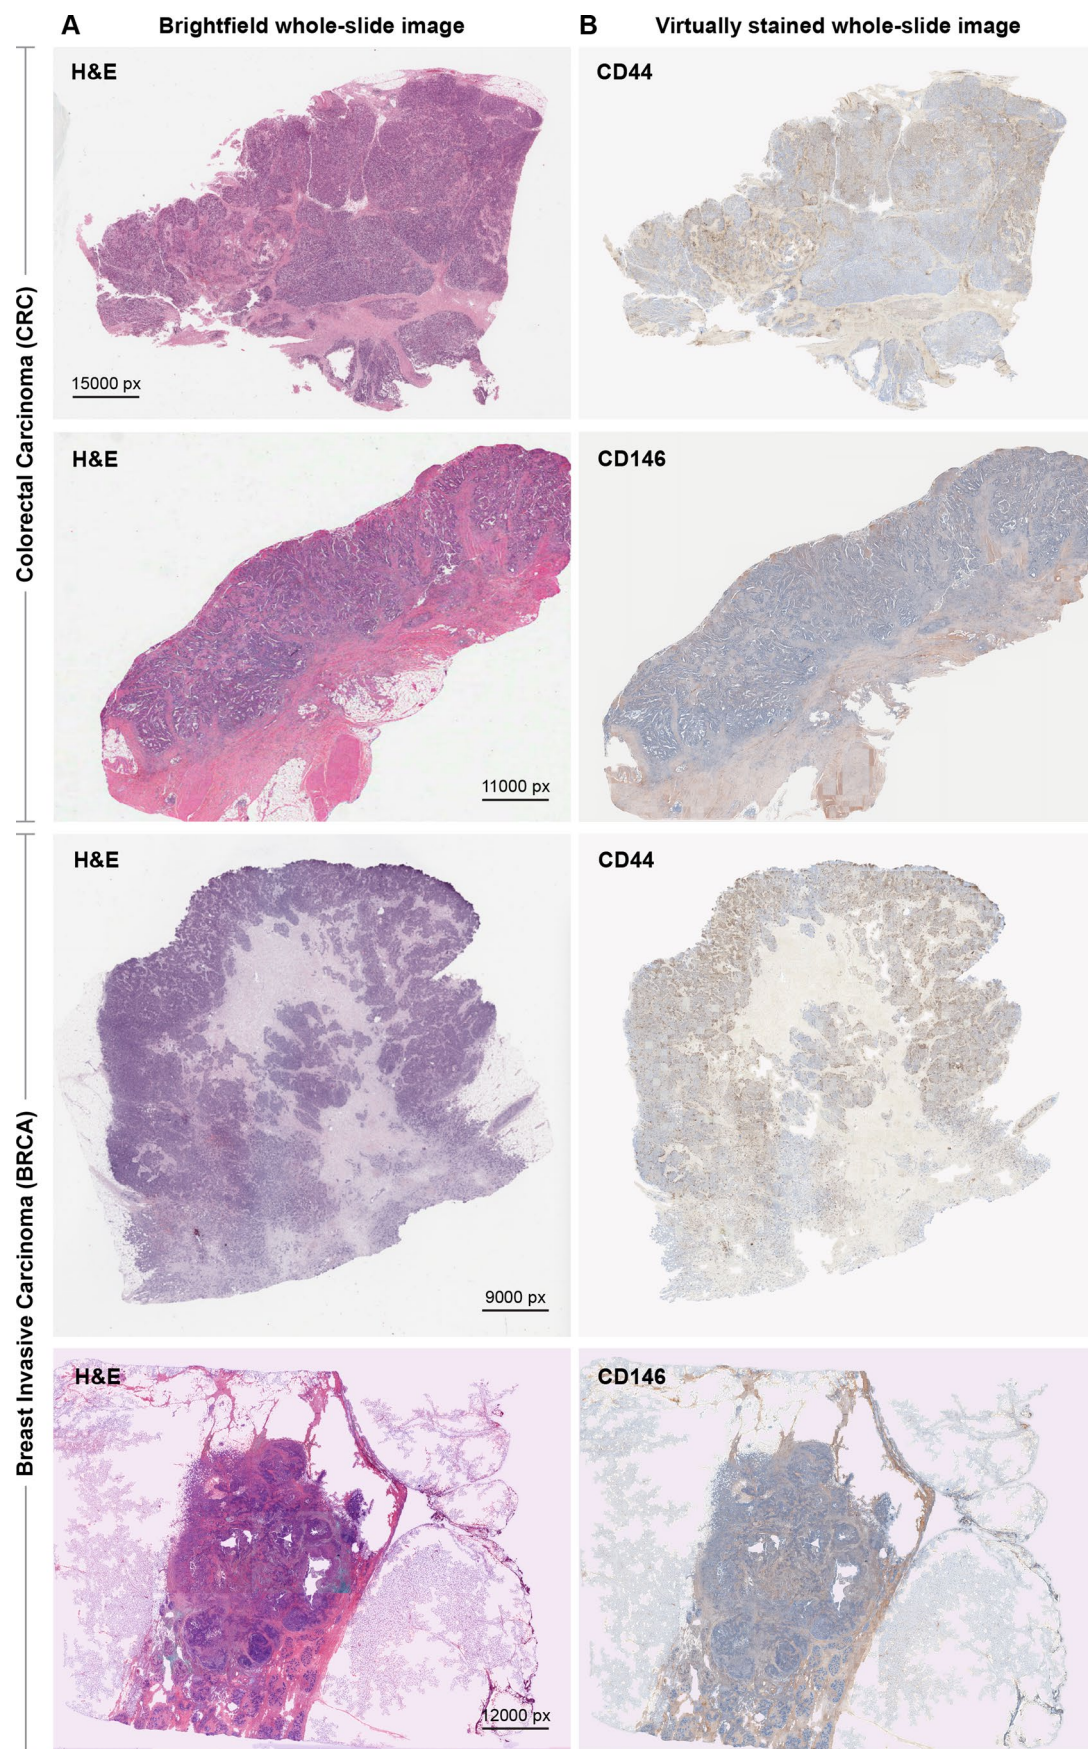 A
Brightfield whole-slide image
B
Virtually stained whole-slide image
Colorectal Carcinoma (CRC)
H&E
15000 px
CD44
H&E
11000 px
CD146
Breast Invasive Carcinoma (BRCA)
H&E
9000 px
CD44
H&E
12000 px
CD146